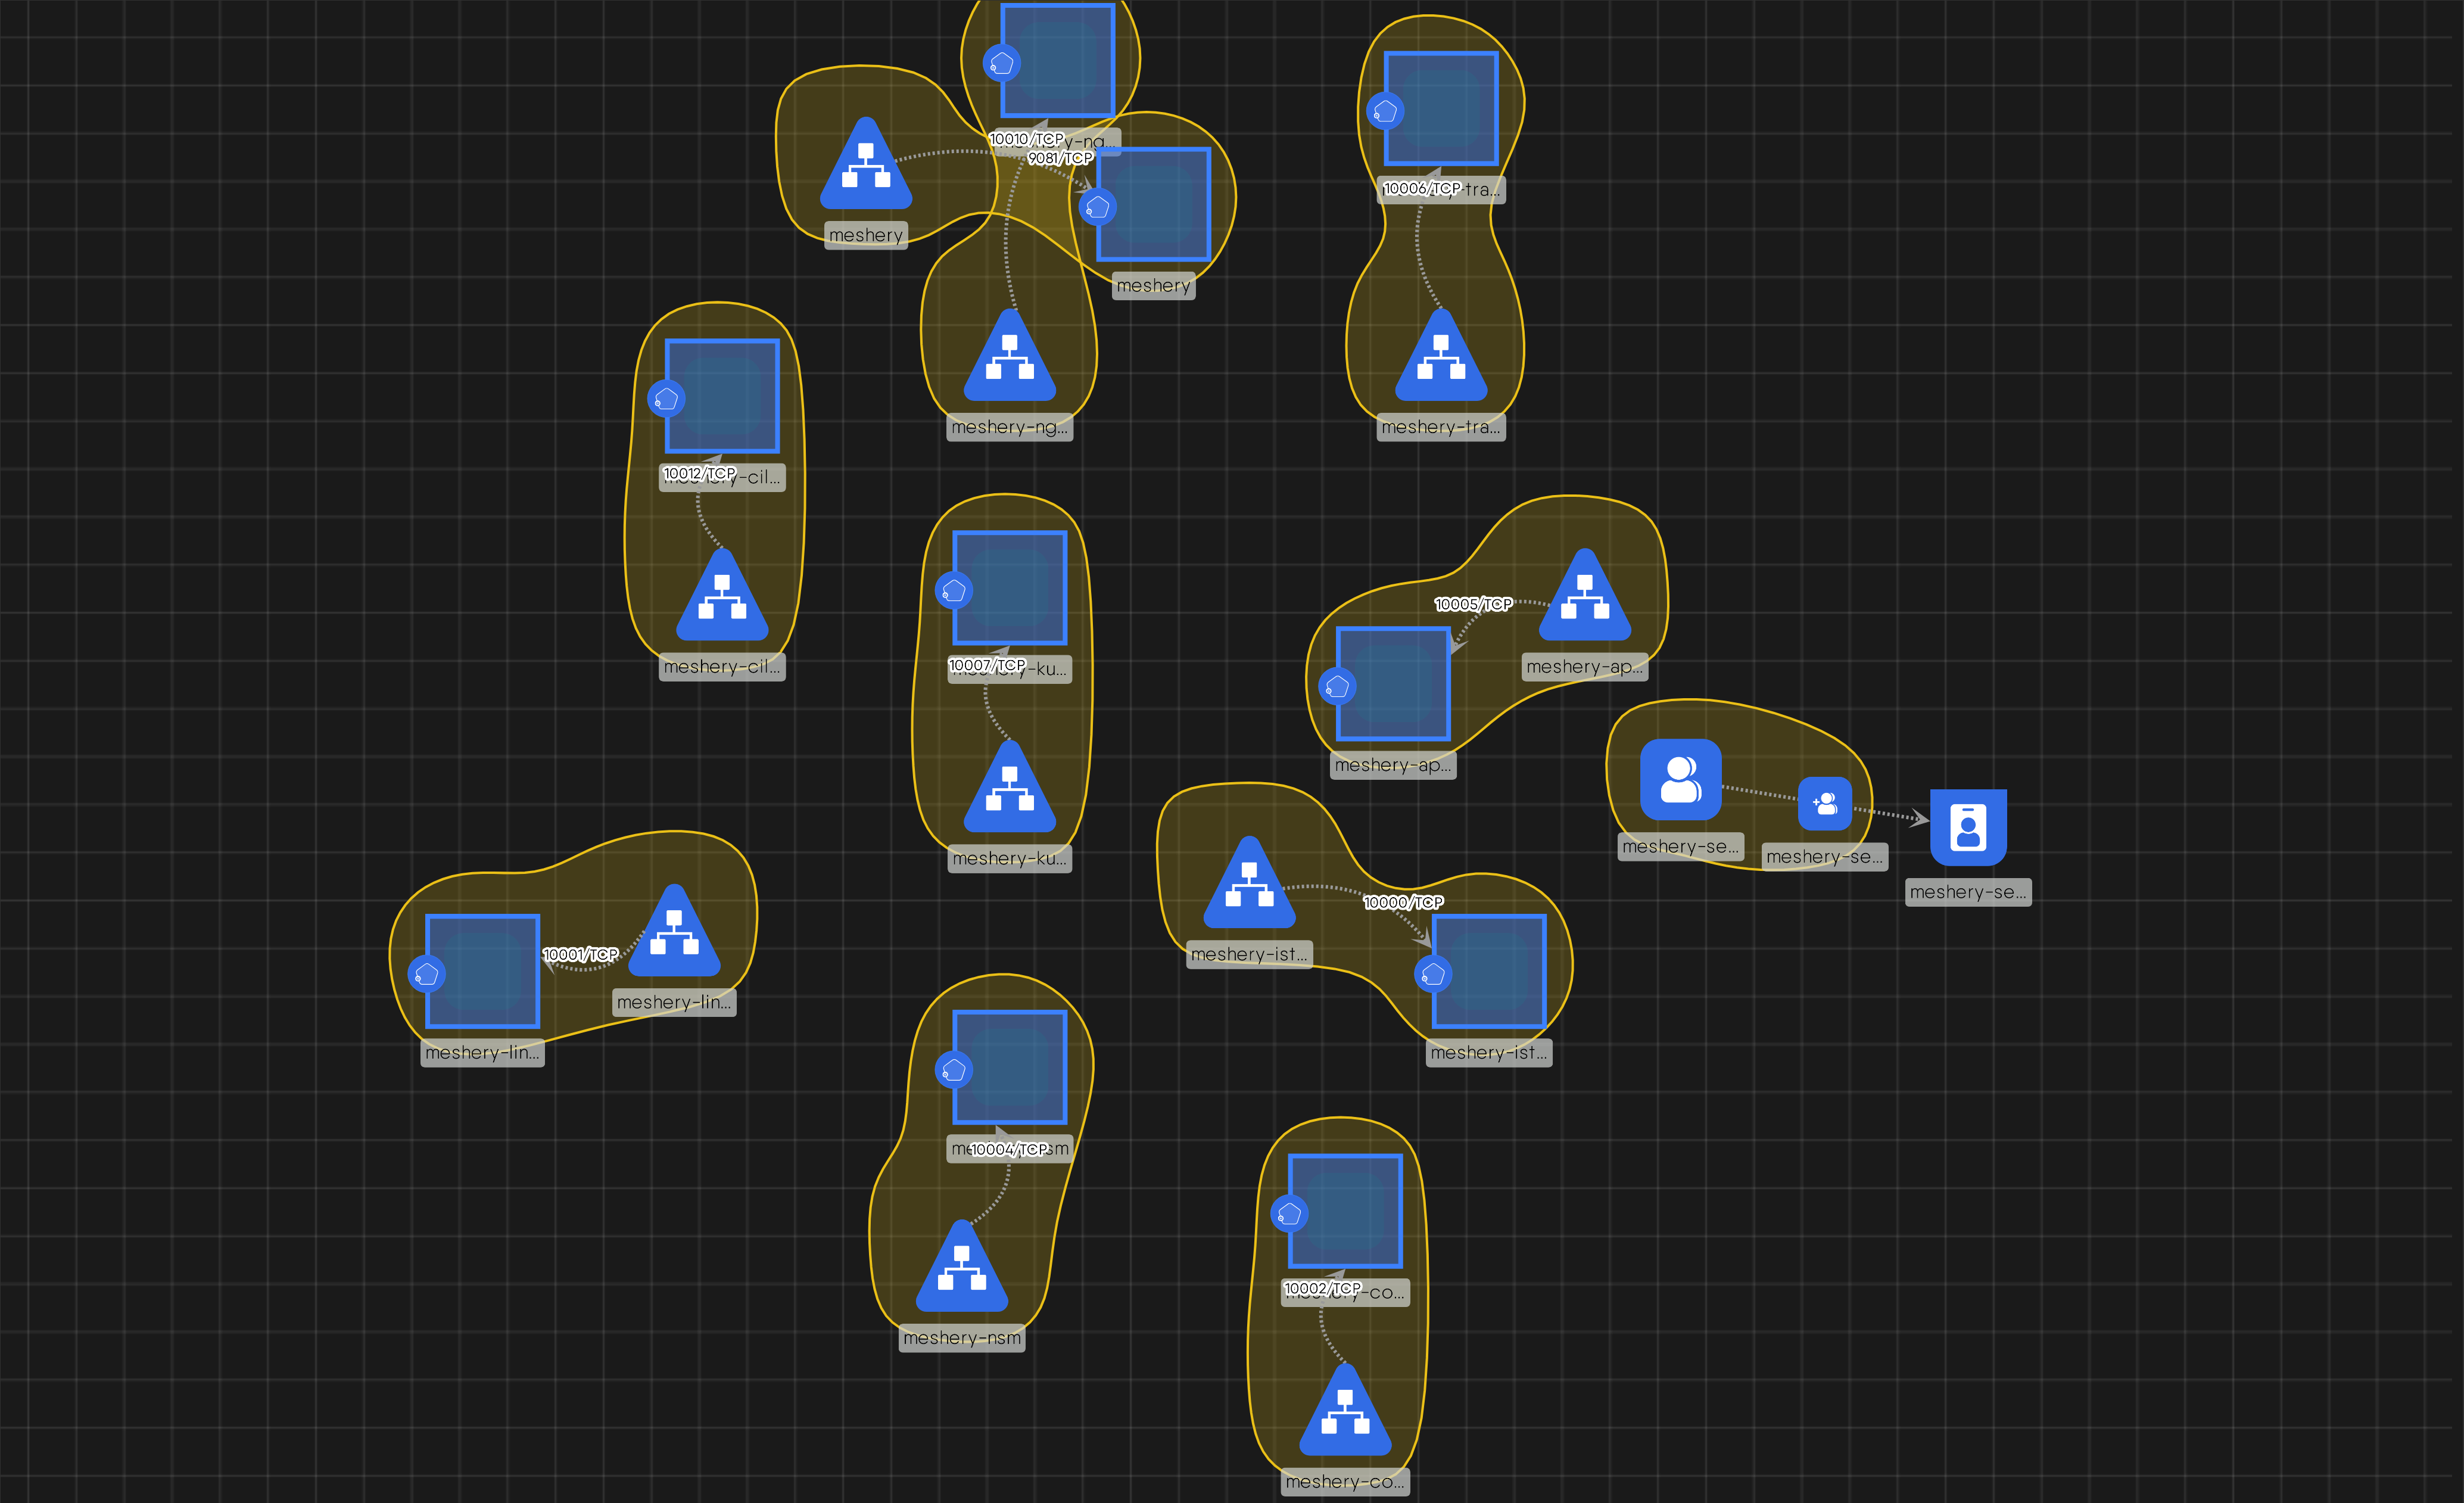 10010/TCP
9081/TCP
meshery
meshery
10006/TCP
meshery-ng...
meshery-tra...
10012/TCP
meshery-cil...
10007/TCP
meshery-ku...
10005/TCP
meshery-ap...
meshery-ap...
meshery-se...
meshery-se...
meshery-se...
10000/TCP
meshery-ist...
meshery-ist...
10001/TCP
meshery-lin...
meshery-lin...
10004/TCP
meshery-nsm
10002/TCP
meshery-co...